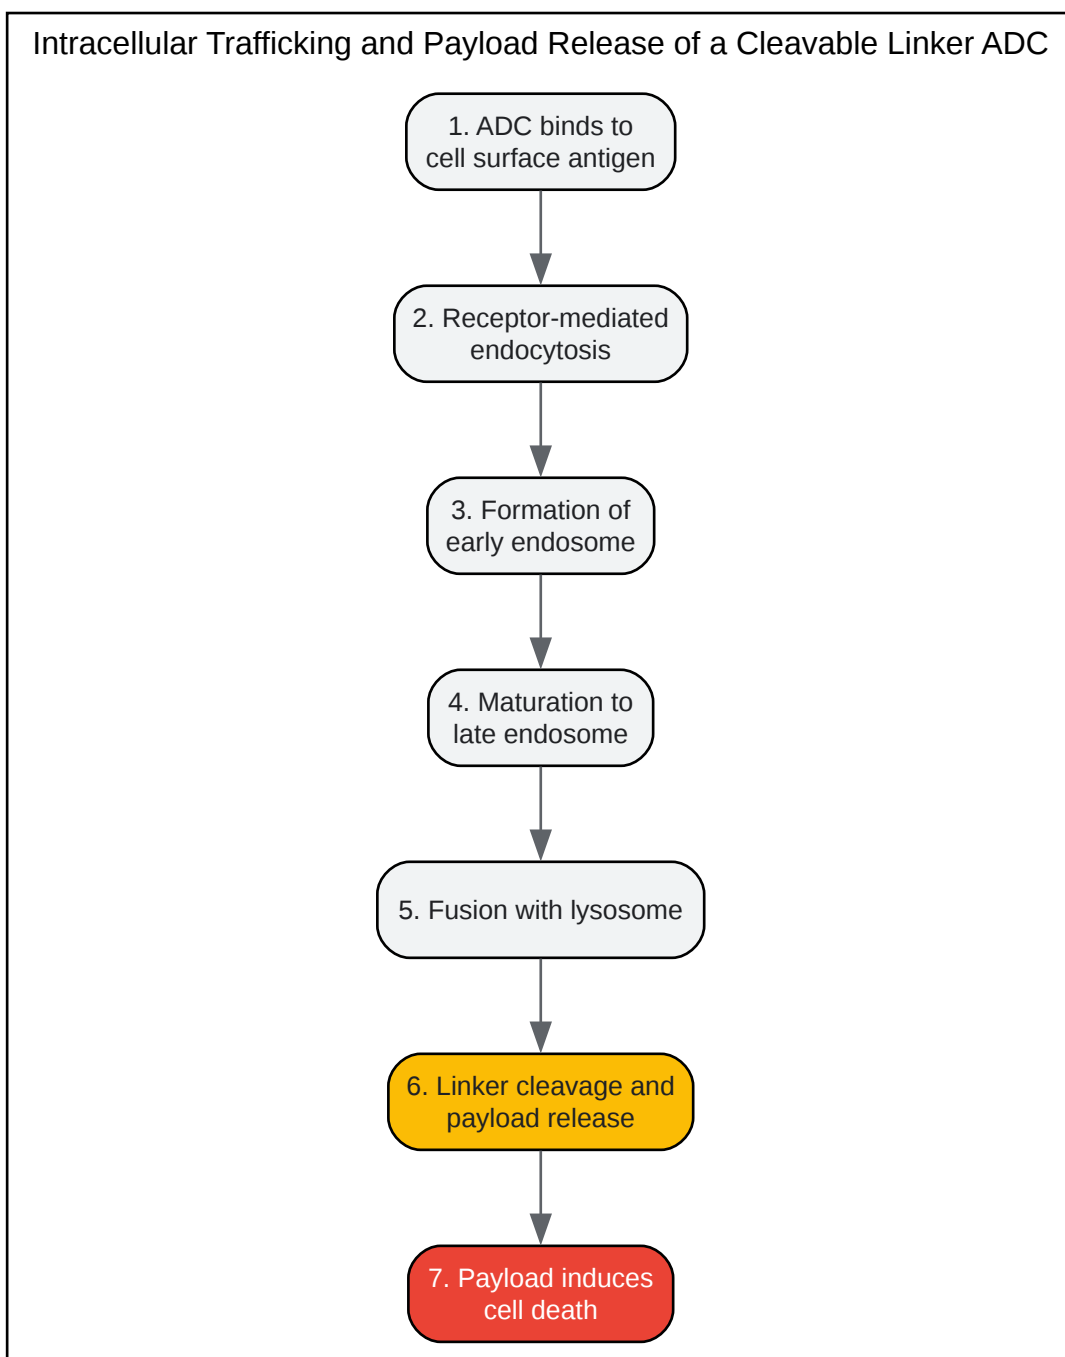 Intracellular Trafficking and Payload Release of a Cleavable Linker ADC
1. ADC binds to
cell surface antigen
2. Receptor-mediated
endocytosis
3. Formation of
early endosome
4. Maturation to
late endosome
5. Fusion with lysosome
6. Linker cleavage and
payload release
7. Payload induces
cell death